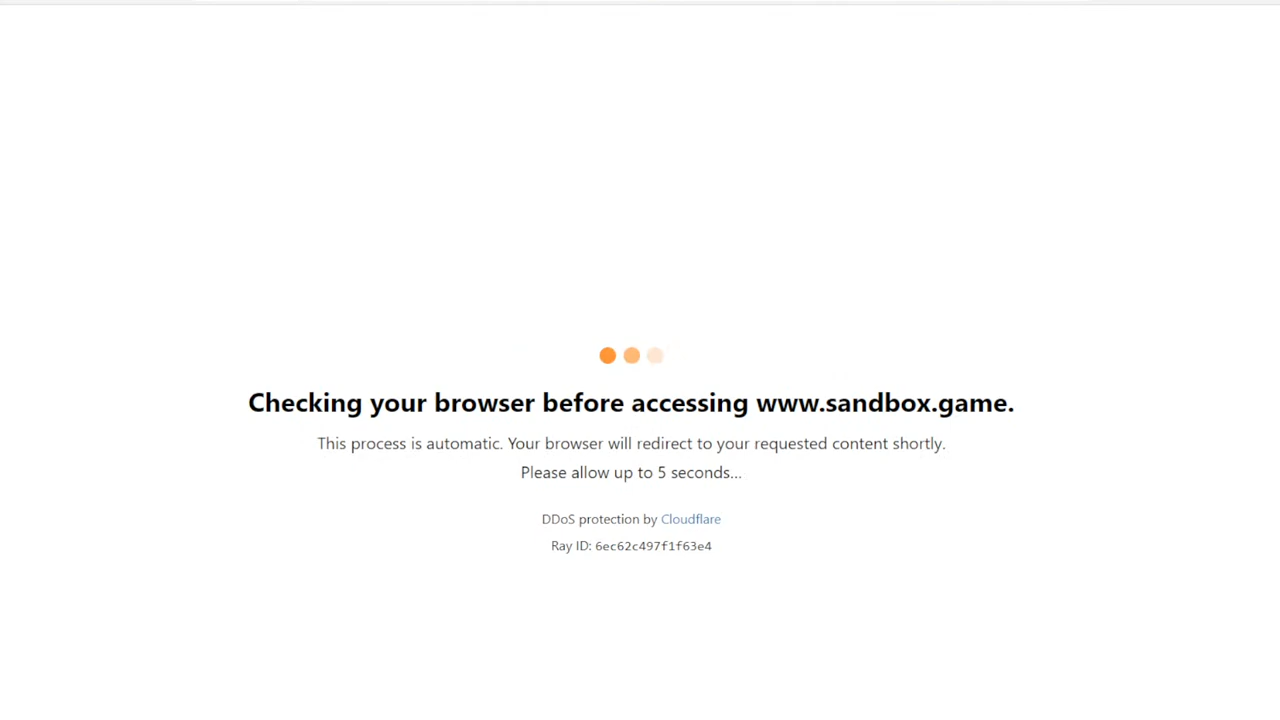 Checking your browser before accessing www.sandbox.game.
This process is automatic. Your browser will redirect to your requested content shortly.
Please allow up to 5 seconds...
DDoS protection by Cloudflare
Ray ID: 6ec62c497f1f63e4